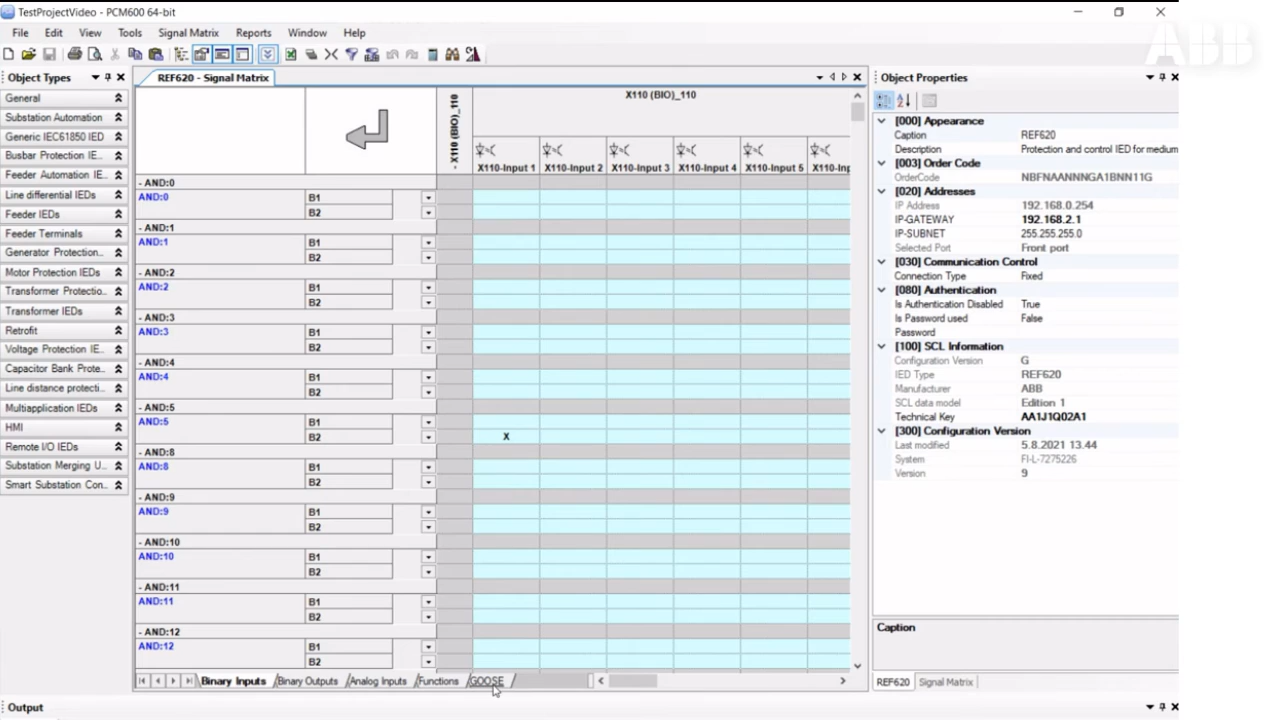 TestProjectVideo - PCM600 64-bit
ABB
File Edit View Tools Signal Matrix Reports Window Help
Object Types
General
Substation Automation
Generic IEC61850 IED
Busbar Protection IE...
Feeder Automation IE...
Line differential IEDs
Feeder IEDs
Feeder Terminals
Generator Protection...
Motor Protection IEDs
Transformer Protectio...
Transformer IEDs
Retrofit
Voltage Protection IE...
Capacitor Bank Prote...
Line distance protecti...
Multiapplication IEDs
HMI
Remote I/O IEDs
Substation Merging U...
Smart Substation Con...
REF620 - Signal Matrix
- X110 (BIO)_110
X110 (BIO)_110
X110-Input 1 X110-Input 2 X110-Input 3 X110-Input 4 X110-Input 5 X110-Inp
- AND:0
AND:0 B1
B2
- AND:1
AND:1 B1
B2
- AND:2
AND:2 B1
B2
- AND:3
AND:3 B1
B2
- AND:4
AND:4 B1
B2
- AND:5
AND:5 B1
B2 X
- AND:8
AND:8 B1
B2
- AND:9
AND:9 B1
B2
- AND:10
AND:10 B1
B2
- AND:11
AND:11 B1
B2
- AND:12
AND:12 B1
B2
Binary Inputs Binary Outputs Analog Inputs Functions GOOSE
Object Properties
[000] Appearance
Caption REF620
Description Protection and control IED for medium
[003] Order Code
OrderCode NBFNAANNNGA1BNN11G
[020] Addresses
IP Address 192.168.0.254
IP-GATEWAY 192.168.2.1
IP-SUBNET 255.255.255.0
Selected Port Front port
[030] Communication Control
Connection Type Fixed
[080] Authentication
Is Authentication Disabled True
Is Password used False
Password
[100] SCL Information
Configuration Version G
IED Type REF620
Manufacturer ABB
SCL data model Edition 1
Technical Key AA1J1Q02A1
[300] Configuration Version
Last modified 5.8.2021 13.44
System FI-L-7275226
Version 9
Caption
REF620 Signal Matrix
Output